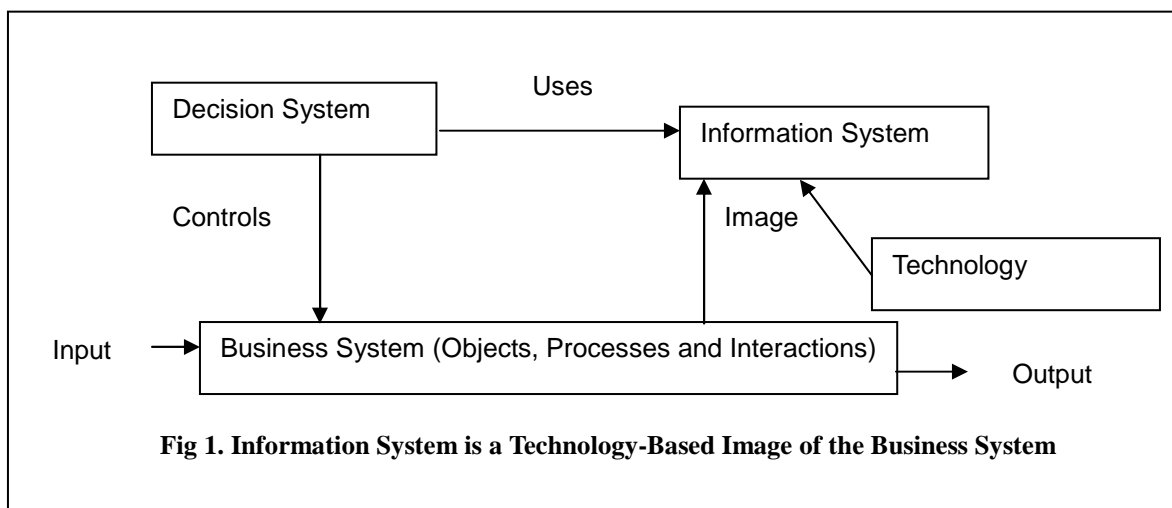 Uses
Decision System
Information System
Controls
Image
Technology
Input
Business System (Objects, Processes and Interactions)
Output
Fig 1. Information System is a Technology-Based Image of the Business System